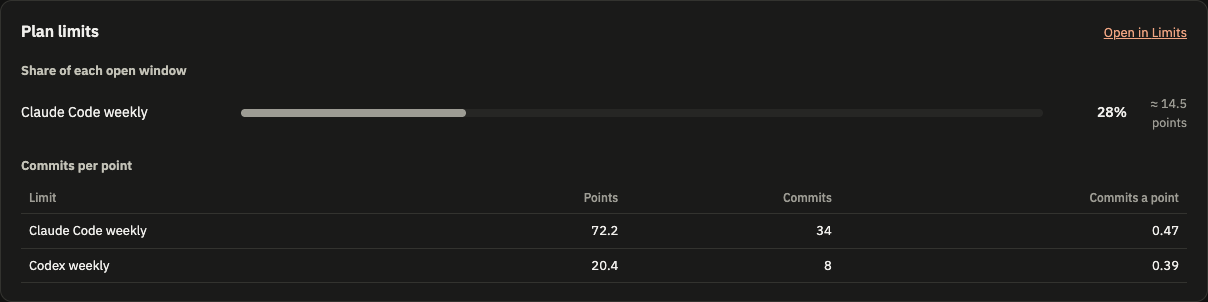 Plan limits
Open in Limits
Share of each open window
Claude Code weekly
28%
≈ 14.5
points
Commits per point
Limit Points Commits Commits a point
Claude Code weekly 72.2 34 0.47
Codex weekly 20.4 8 0.39